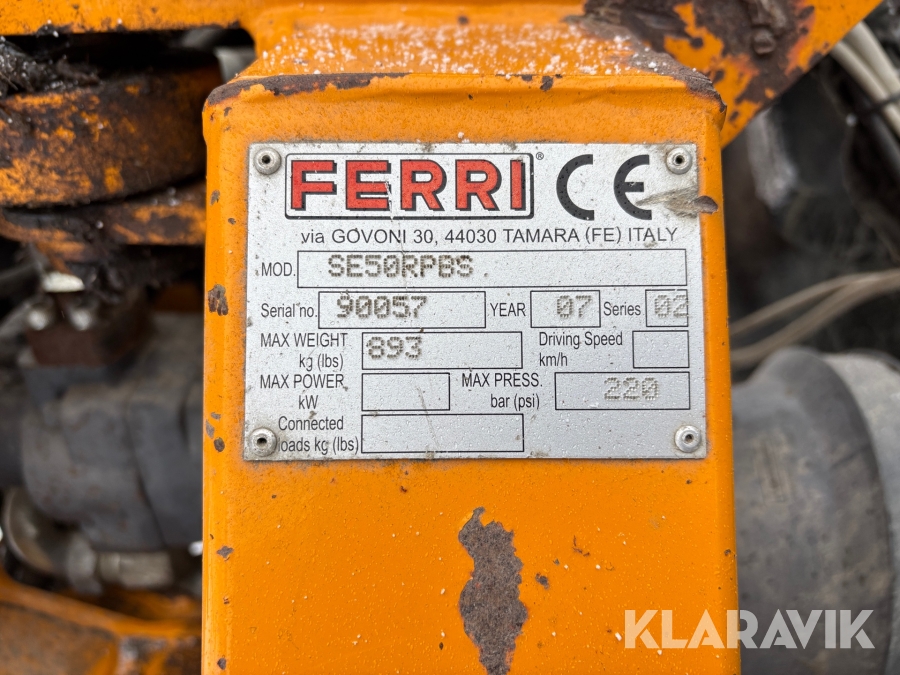 FERRI® CE
via GOVONI 30, 44030 TAMARA (FE) ITALY
MOD. SE50RPBS
Serial no. 90057 YEAR 07 Series 02
MAX WEIGHT kg (lbs) 893 Driving Speed km/h
MAX POWER kW MAX PRESS. bar (psi) 220
Connected loads kg (lbs)
KLARAVIK